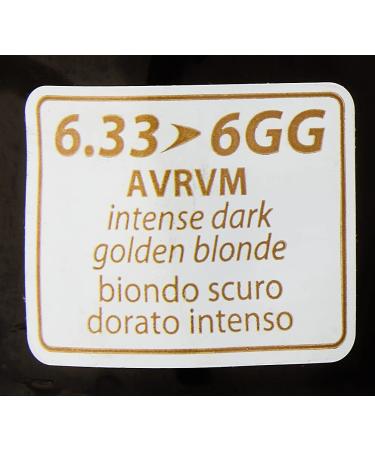 6.33➤6GG
AVRVM
intense dark
golden blonde
biondo scuro
dorato intenso